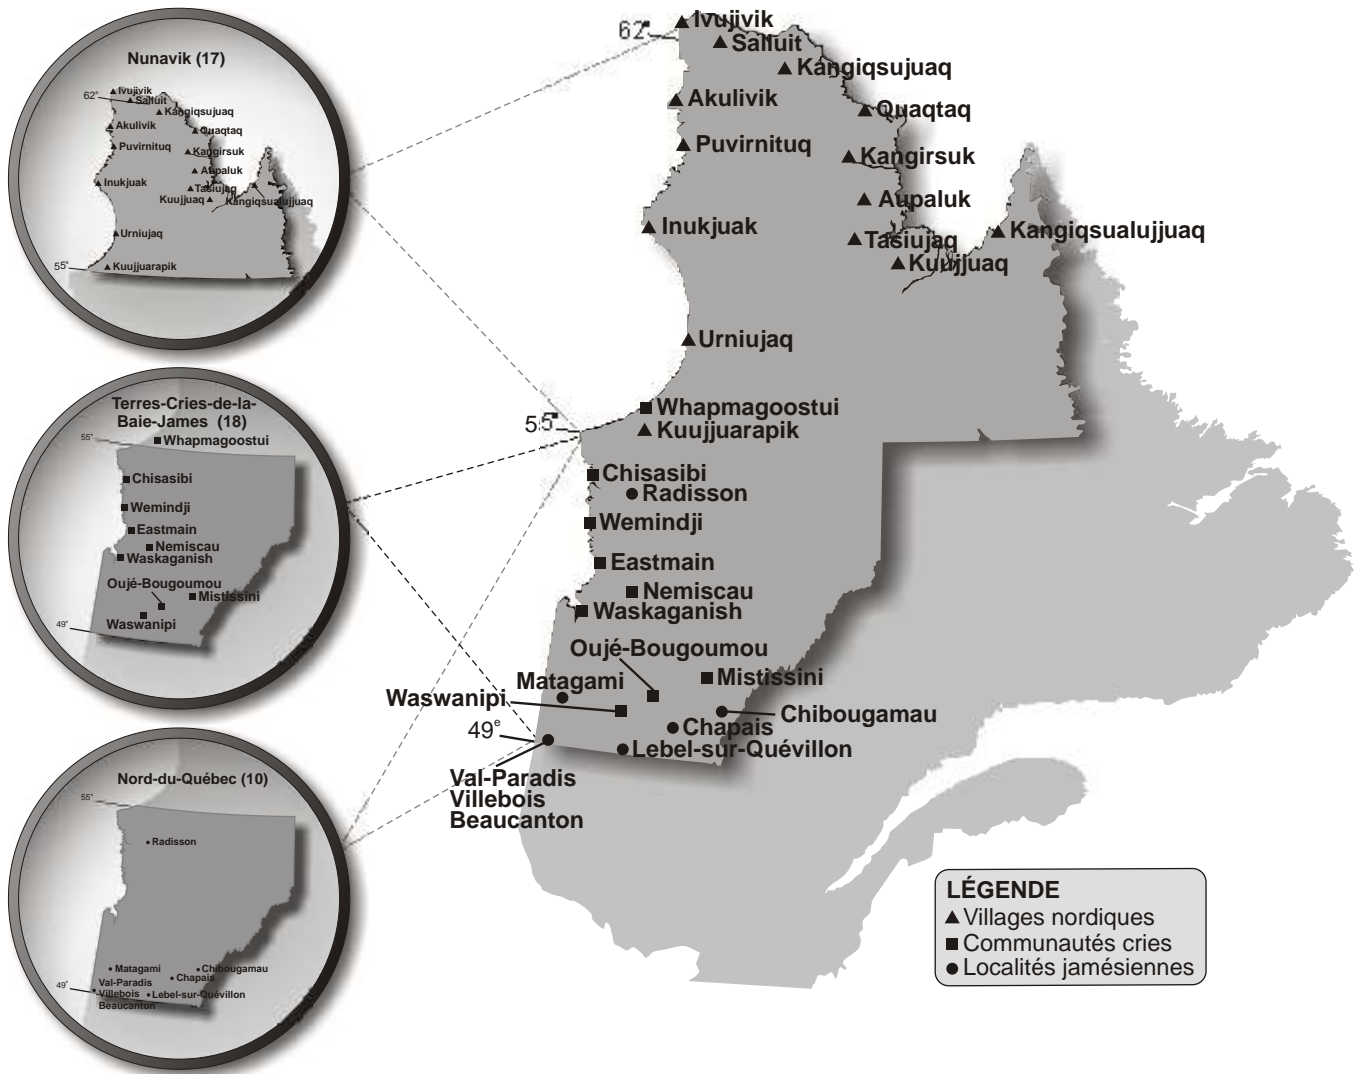 Nunavik (17)
62°
Ivujivik
Salluit
Kangiqsujuaq
Akulivik
Quaqtaq
Puvirnituq
Kangirsuk
Aupaluk
Inukjuak
Tasiujaq
Kuujjuaq
Kangiqsualujjuaq
Urniujaq
55°
Kuujjuarapik
Terres-Cries-de-la-
Baie-James (18)
55°
Whapmagoostui
Chisasibi
Wemindji
Eastmain
Nemiscau
Waskaganish
Oujé-Bougoumou
Mistissini
49°
Waswanipi
Nord-du-Québec (10)
55°
Radisson
Matagami
Chibougamau
Chapais
49°
Val-Paradis
Villebois
Lebel-sur-Quévillon
Beaucanton
62°
Ivujivik
Salluit
Kangiqsujuaq
Akulivik
Quaqtaq
Puvirnituq
Kangirsuk
Aupaluk
Inukjuak
Tasiujaq
Kangiqsualujjuaq
Kuujjuaq
Urniujaq
55°
Whapmagoostui
Kuujjuarapik
Chisasibi
Radisson
Wemindji
Eastmain
Nemiscau
Waskaganish
Oujé-Bougoumou
Matagami
Mistissini
Waswanipi
Chibougamau
49e
Chapais
Lebel-sur-Quévillon
Val-Paradis
Villebois
Beaucanton
LÉGENDE
Villages nordiques
Communautés cries
Localités jamésiennes